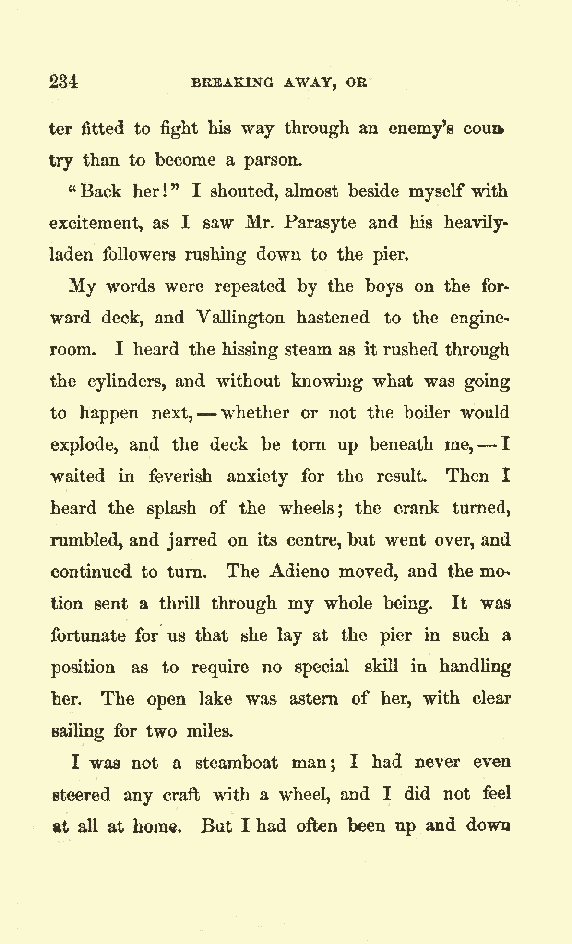 234 BREAKING AWAY, OR
ter fitted to fight his way through an enemy's coun-
try than to become a parson.
"Back her!" I shouted, almost beside myself with
excitement, as I saw Mr. Parasyte and his heavily-
laden followers rushing down to the pier.
My words were repeated by the boys on the for-
ward deck, and Vallington hastened to the engine-
room. I heard the hissing steam as it rushed through
the cylinders, and without knowing what was going
to happen next,—whether or not the boiler would
explode, and the deck be torn up beneath me,—I
waited in feverish anxiety for the result. Then I
heard the splash of the wheels; the crank turned,
rumbled, and jarred on its centre, but went over, and
continued to turn. The Adieno moved, and the mo-
tion sent a thrill through my whole being. It was
fortunate for us that she lay at the pier in such a
position as to require no special skill in handling
her. The open lake was astern of her, with clear
sailing for two miles.
I was not a steamboat man; I had never even
steered any craft with a wheel, and I did not feel
at all at home. But I had often been up and down